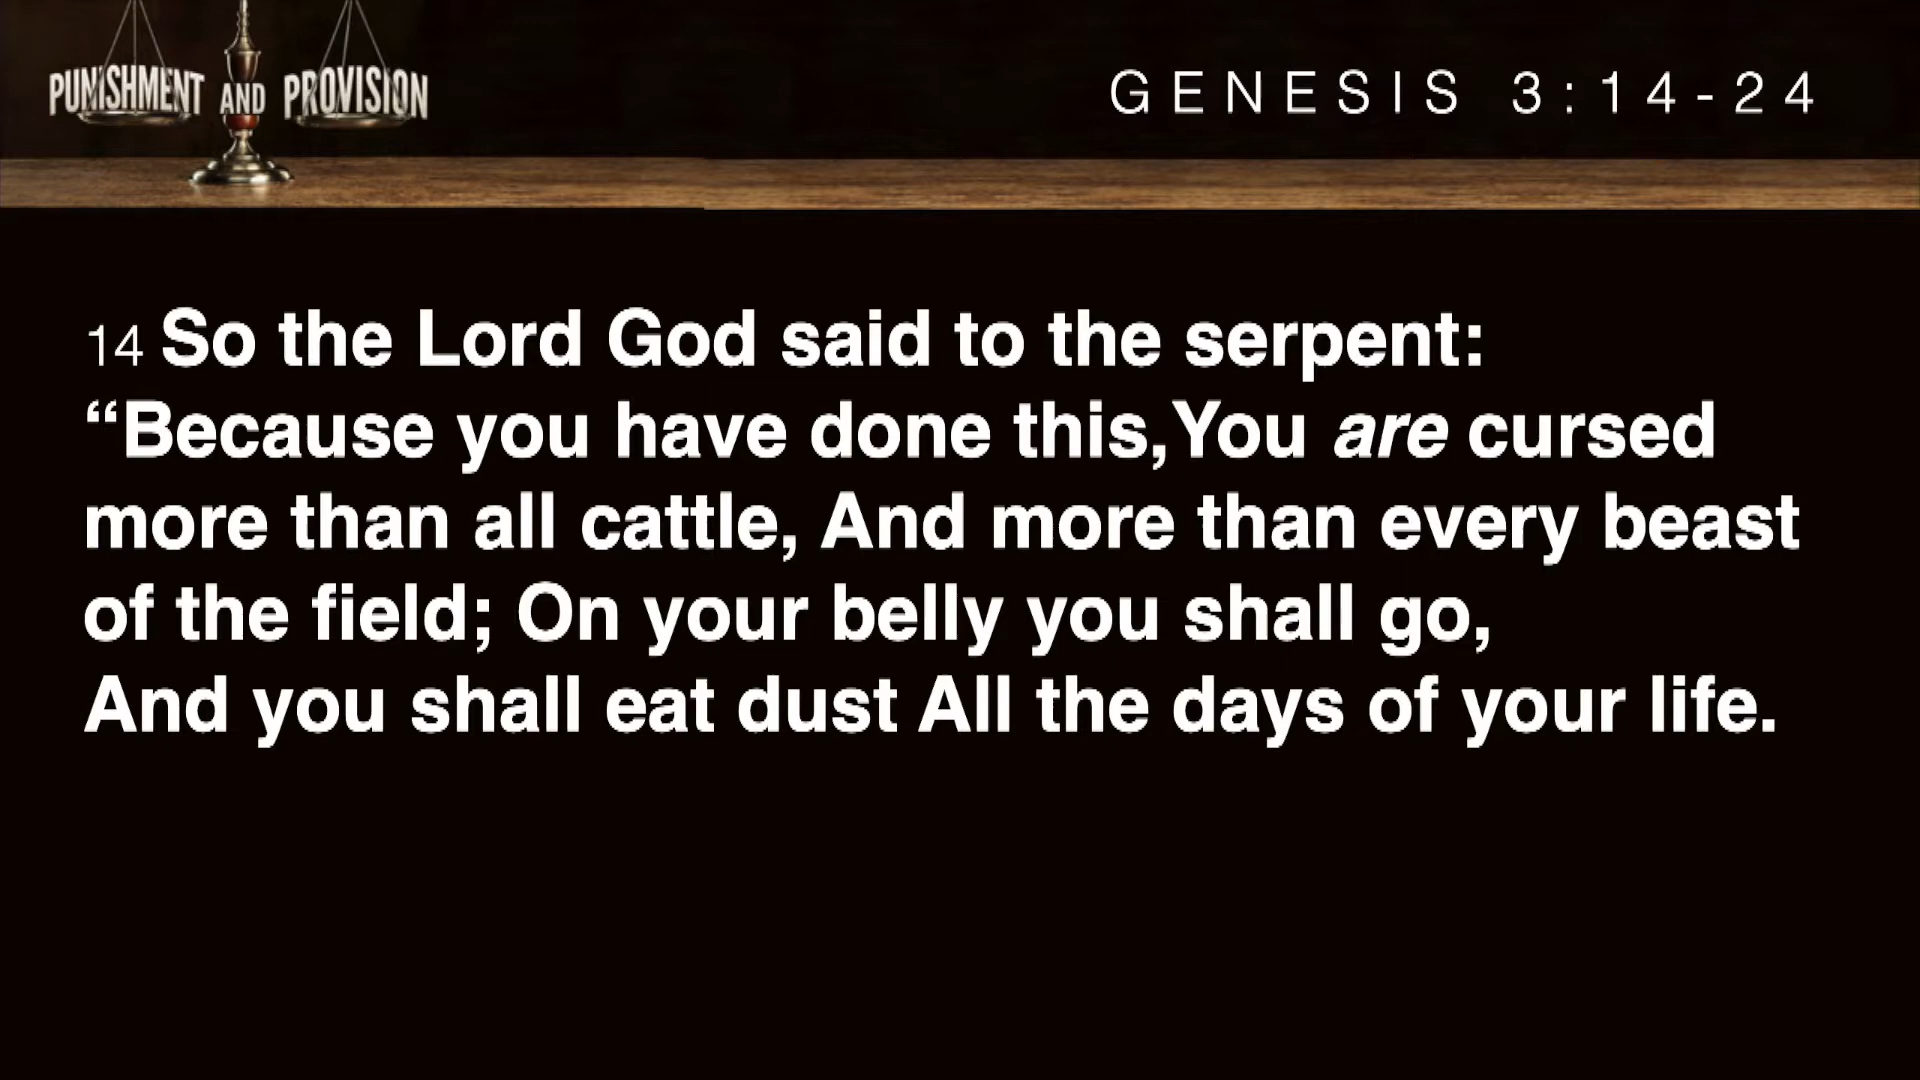 PUNISHMENT AND PROVISION
GENESIS 3:14-24
14 So the Lord God said to the serpent:
“Because you have done this,You are cursed
more than all cattle, And more than every beast
of the field; On your belly you shall go,
And you shall eat dust All the days of your life.